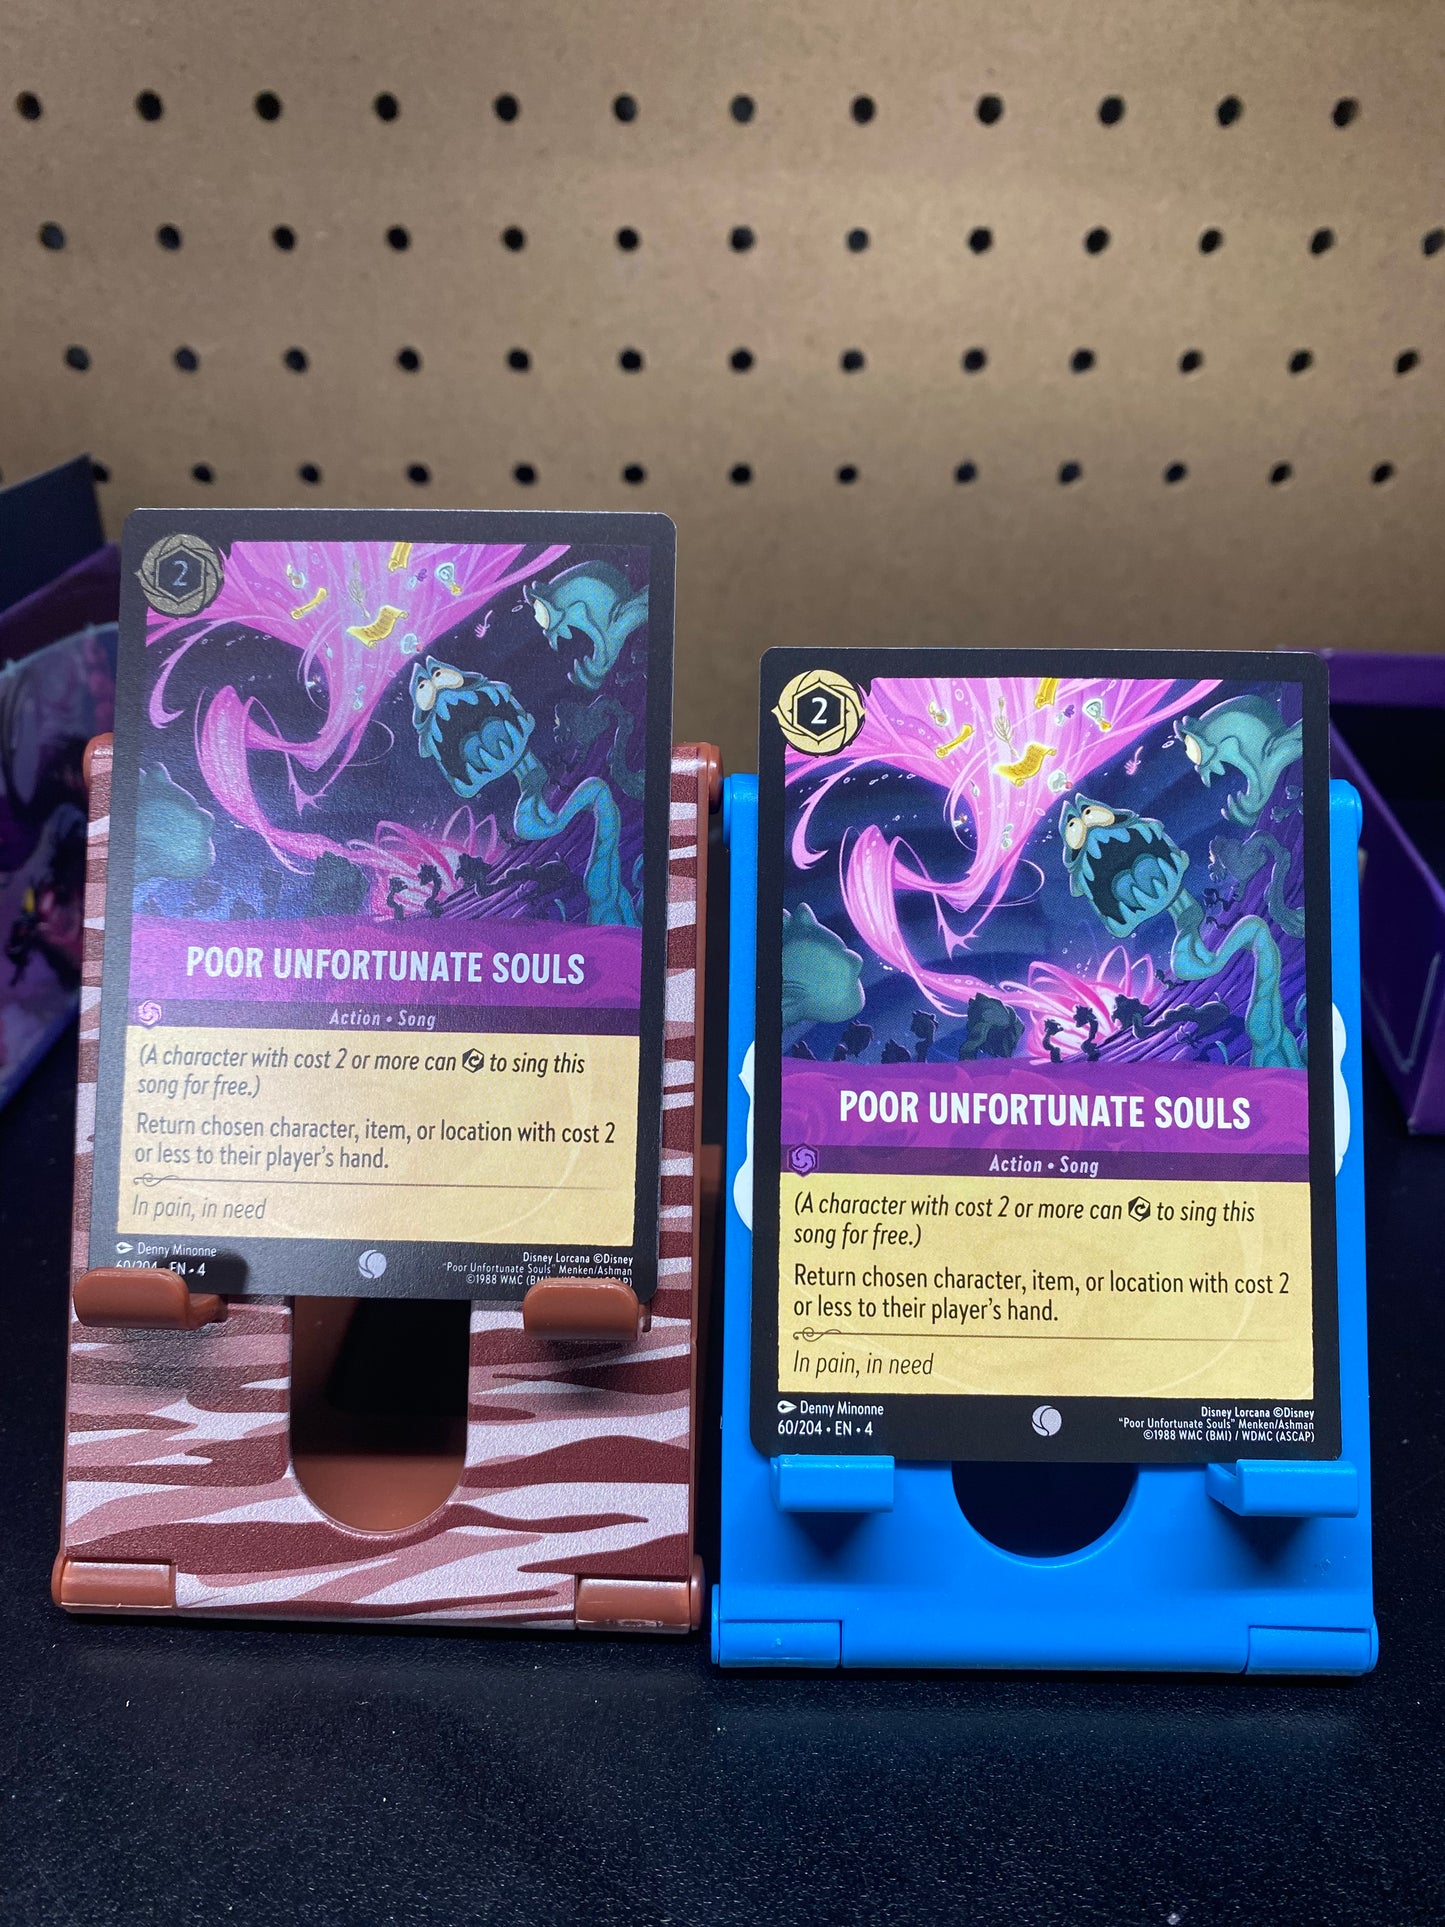 2
POOR UNFORTUNATE SOULS
Action • Song
(A character with cost 2 or more can to sing this
song for free.)
Return chosen character, item, or location with cost 2
or less to their player's hand.
In pain, in need
Denny Minonne
60/204 • EN • 4
Disney Lorcana ©Disney
"Poor Unfortunate Souls" Menken/Ashman
©1988 WMC (BMI)
2
POOR UNFORTUNATE SOULS
Action • Song
(A character with cost 2 or more can to sing this
song for free.)
Return chosen character, item, or location with cost 2
or less to their player's hand.
In pain, in need
Denny Minonne
60/204 • EN • 4
Disney Lorcana ©Disney
"Poor Unfortunate Souls" Menken/Ashman
©1988 WMC (BMI) / WDMC (ASCAP)